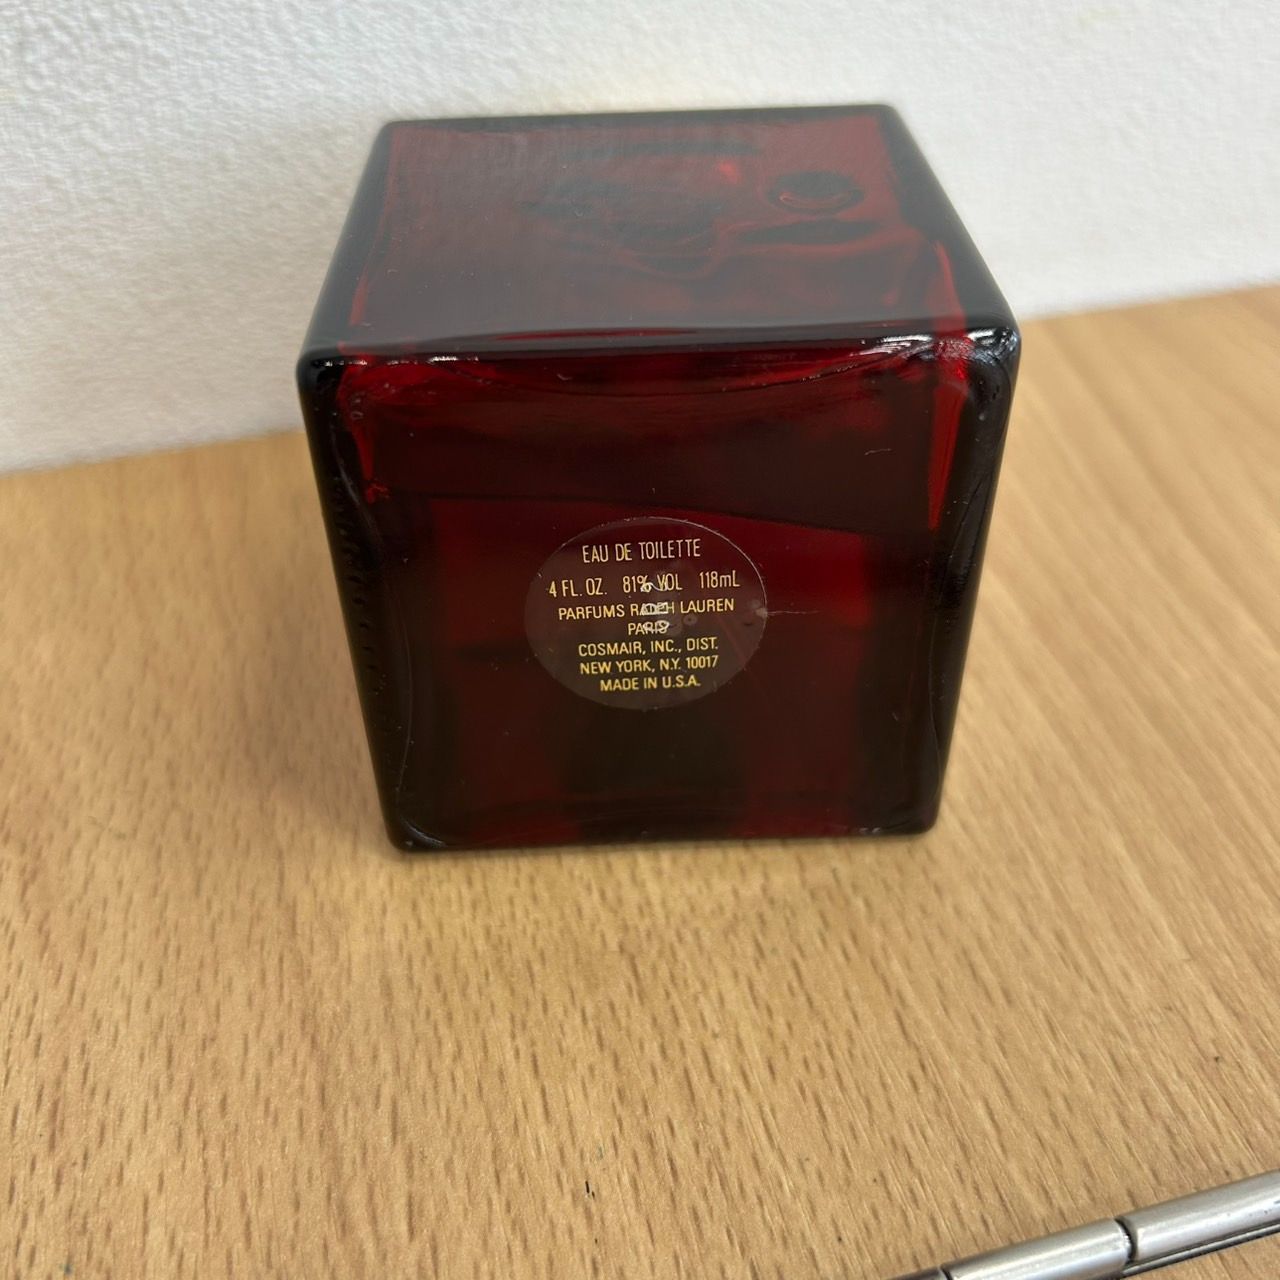 EAU DE TOILETTE
4 FL. OZ. 81% VOL 118mL
PARFUMS RALPH LAUREN
PARIS
COSMAIR, INC., DIST.
NEW YORK, N.Y. 10017
MADE IN U.S.A.